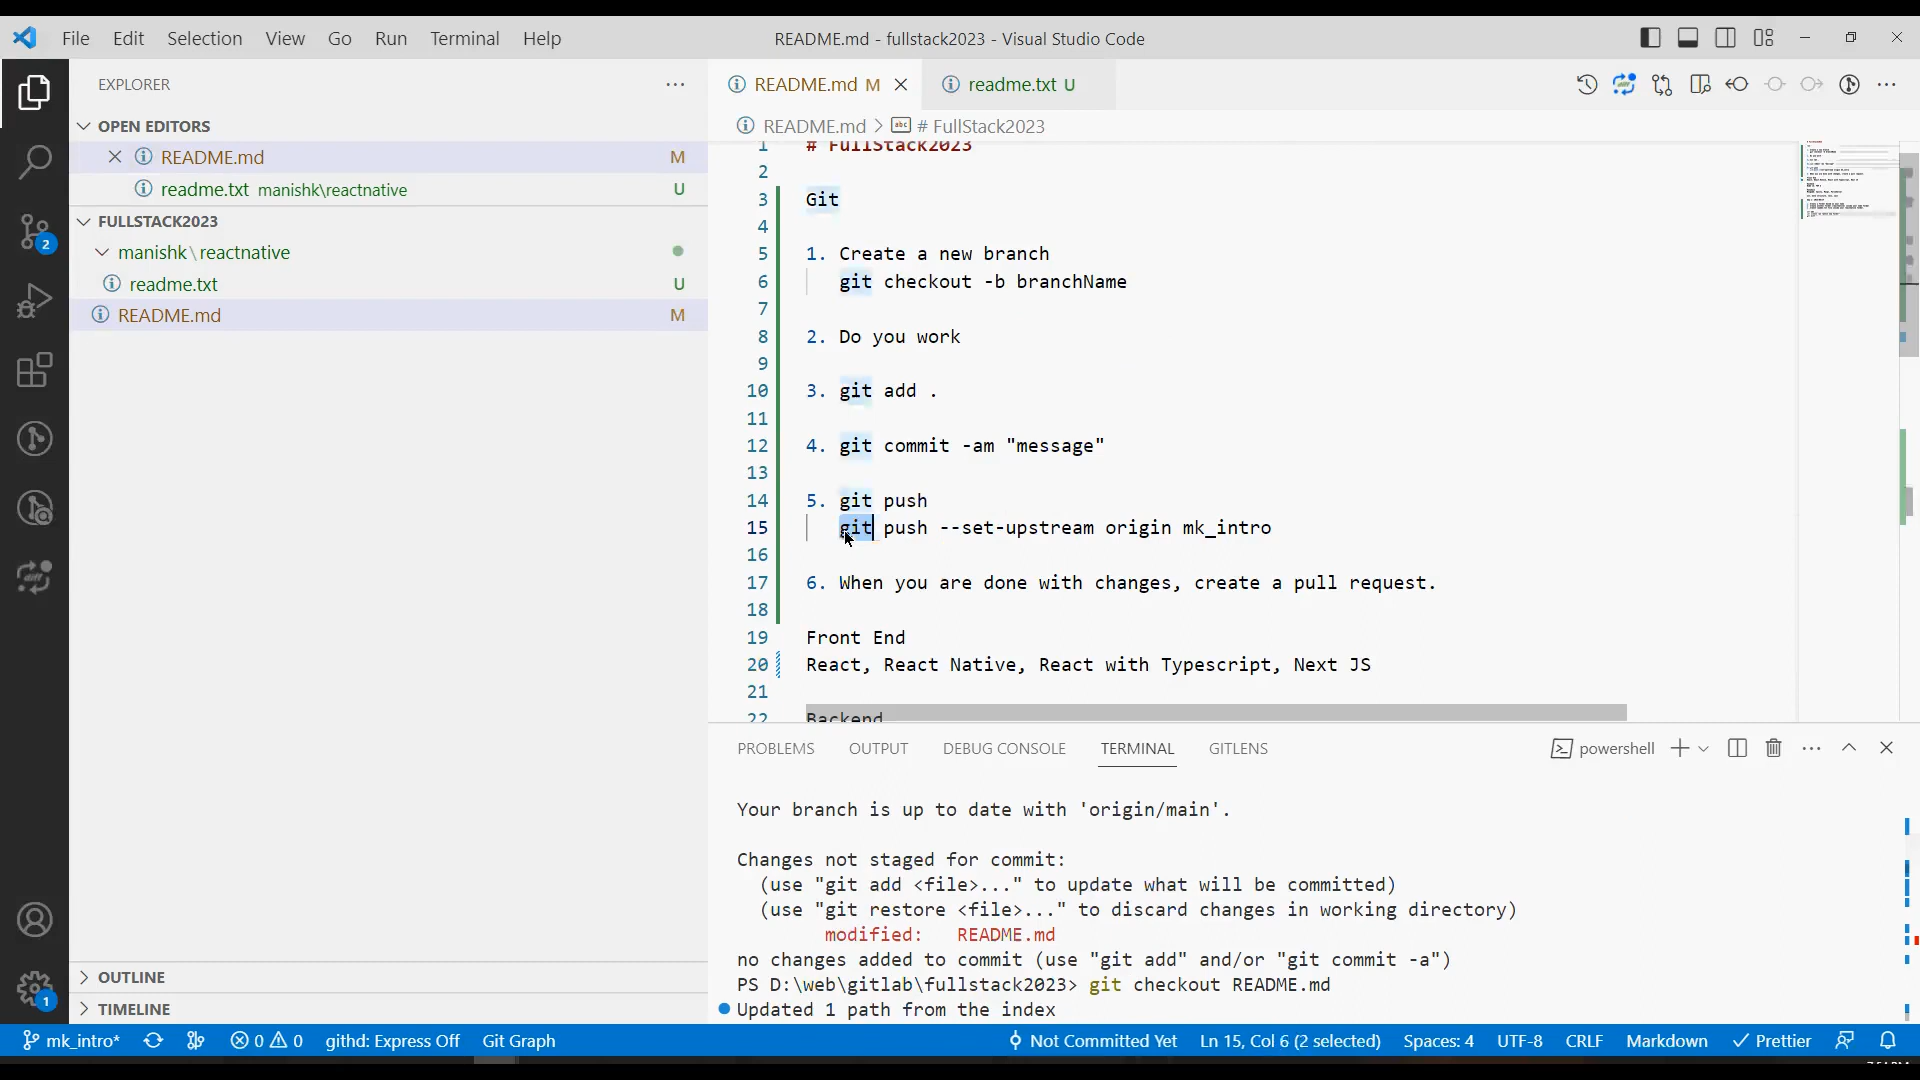 File Edit Selection View Go Run Terminal Help README.md - fullstack2023 - Visual Studio Code
EXPLORER
OPEN EDITORS
README.md M
readme.txt manishk\reactnative U
FULLSTACK2023
manishk\reactnative
readme.txt U
README.md M
OUTLINE
TIMELINE
2
1
README.md M readme.txt U
README.md > # FullStack2023
1 # FullStack2023
2
3 Git
4
5 1. Create a new branch
6 git checkout -b branchName
7
8 2. Do you work
9
10 3. git add .
11
12 4. git commit -am "message"
13
14 5. git push
15 git push --set-upstream origin mk_intro
16
17 6. When you are done with changes, create a pull request.
18
19 Front End
20 React, React Native, React with Typescript, Next JS
21
22 Backend
PROBLEMS OUTPUT DEBUG CONSOLE TERMINAL GITLENS powershell
Your branch is up to date with 'origin/main'.
Changes not staged for commit:
(use "git add <file>..." to update what will be committed)
(use "git restore <file>..." to discard changes in working directory)
modified: README.md
no changes added to commit (use "git add" and/or "git commit -a")
PS D:\web\gitlab\fullstack2023> git checkout README.md
Updated 1 path from the index
mk_intro* 0 0 githd: Express Off Git Graph Not Committed Yet Ln 15, Col 6 (2 selected) Spaces: 4 UTF-8 CRLF Markdown Prettier